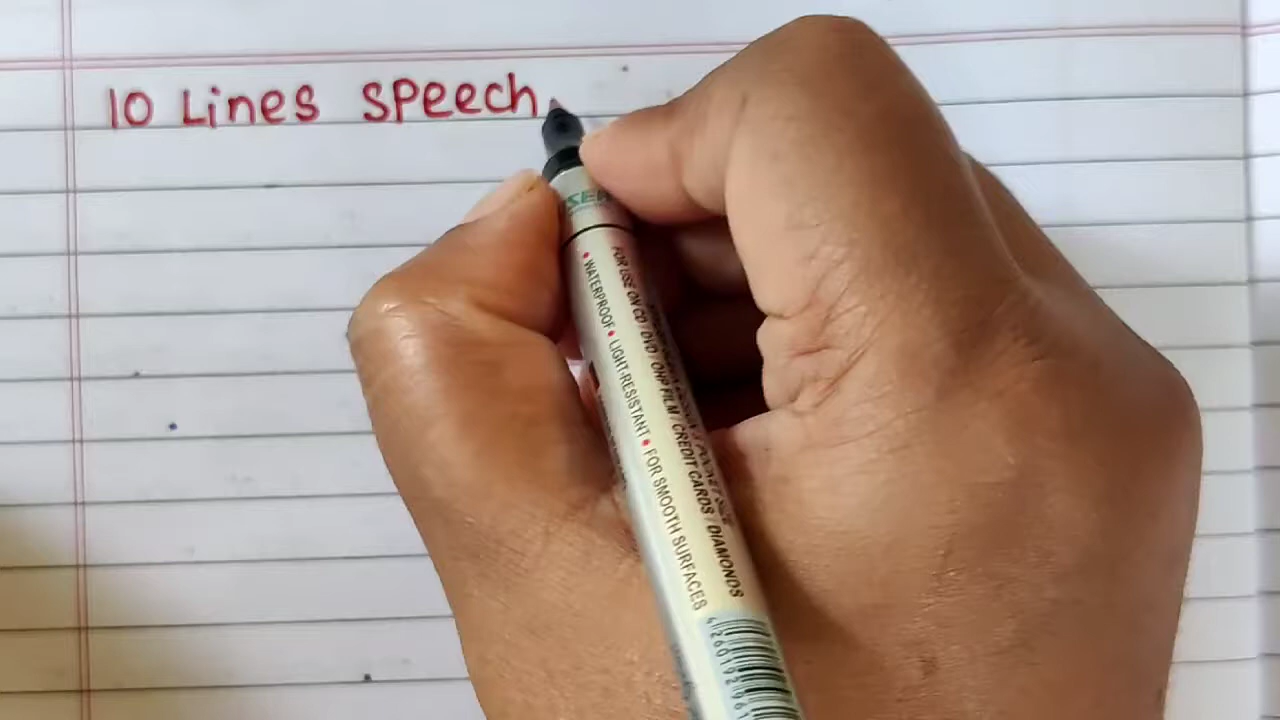 10 Lines speech
FOR USE ON CD / DVD / OHP FILM / CREDIT CARDS / DIAMONDS
• WATERPROOF • LIGHT-RESISTANT • FOR SMOOTH SURFACES